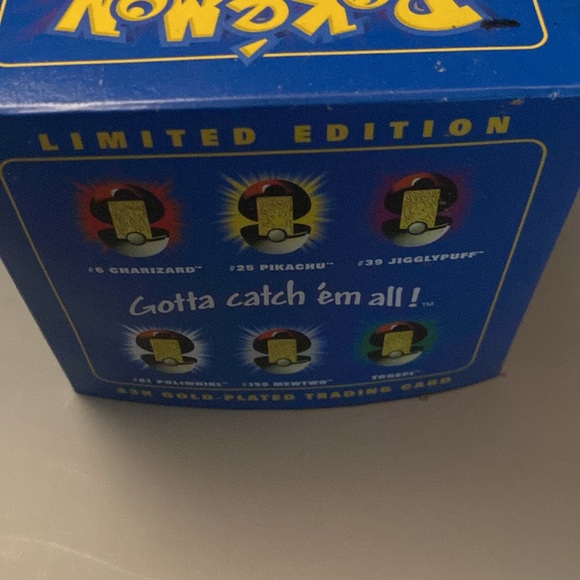 POKéMON
LIMITED EDITION
#6 CHARIZARD™ #25 PIKACHU™ #39 JIGGLYPUFF™
Gotta catch 'em all!™
#61 POLIWHIRL™ #150 MEWTWO™ TOGEPI™
23K GOLD-PLATED TRADING CARD